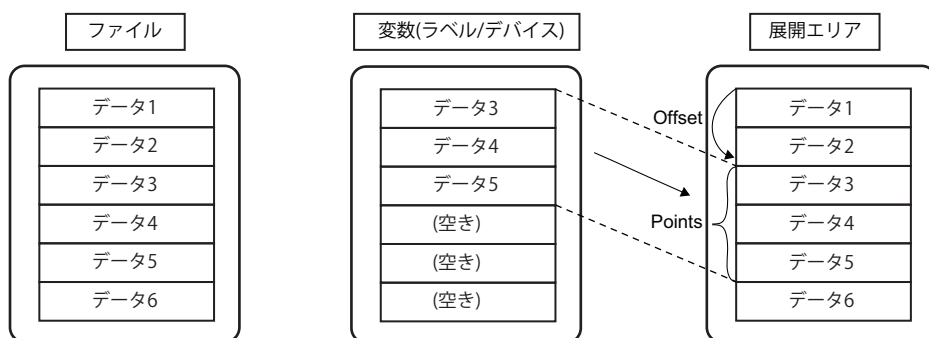 ファイル
データ1
データ2
データ3
データ4
データ5
データ6
変数(ラベル/デバイス)
データ3
データ4
データ5
(空き)
(空き)
(空き)
Offset
Points
展開エリア
データ1
データ2
データ3
データ4
データ5
データ6